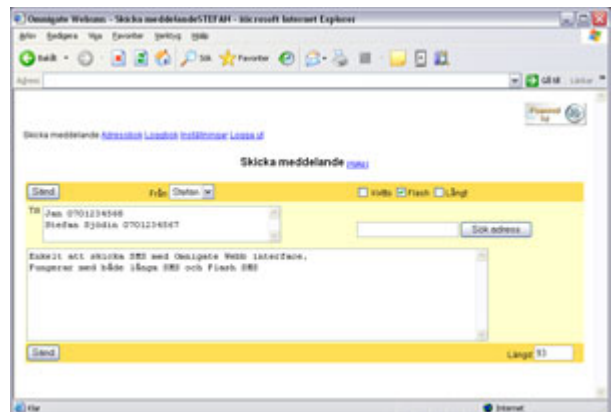 Omnigate Websms - Skicka meddelandeSTEFAN - Microsoft Internet Explorer
Arkiv Redigera Visa Favoriter Verktyg Hjälp
Bakåt Sök Favoriter
Adress Gå till Länkar
Powered by
Skicka meddelande Adressbok Loggbok Inställningar Logga ut
Skicka meddelande
Sänd Från Stefan Kvitto Flash Långt
Till Jan 0701234568
Stefan Sjödin 0701234567
Sök adress
Enkelt att skicka SMS med Omnigate Webb interface.
Fungerar med både långa SMS och Flash SMS
Sänd Längd 93
Klar Internet